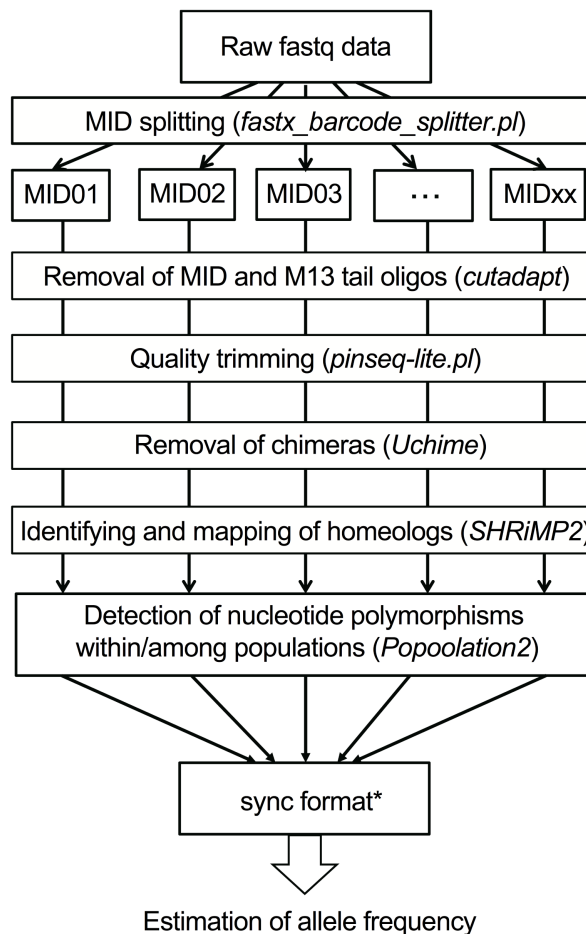 Raw fastq data
MID splitting (fastx_barcode_splitter.pl)
MID01 MID02 MID03 ··· MIDxx
Removal of MID and M13 tail oligos (cutadapt)
Quality trimming (pinseq-lite.pl)
Removal of chimeras (Uchime)
Identifying and mapping of homeologs (SHRiMP2)
Detection of nucleotide polymorphisms
within/among populations (Popoolation2)
sync format*
Estimation of allele frequency